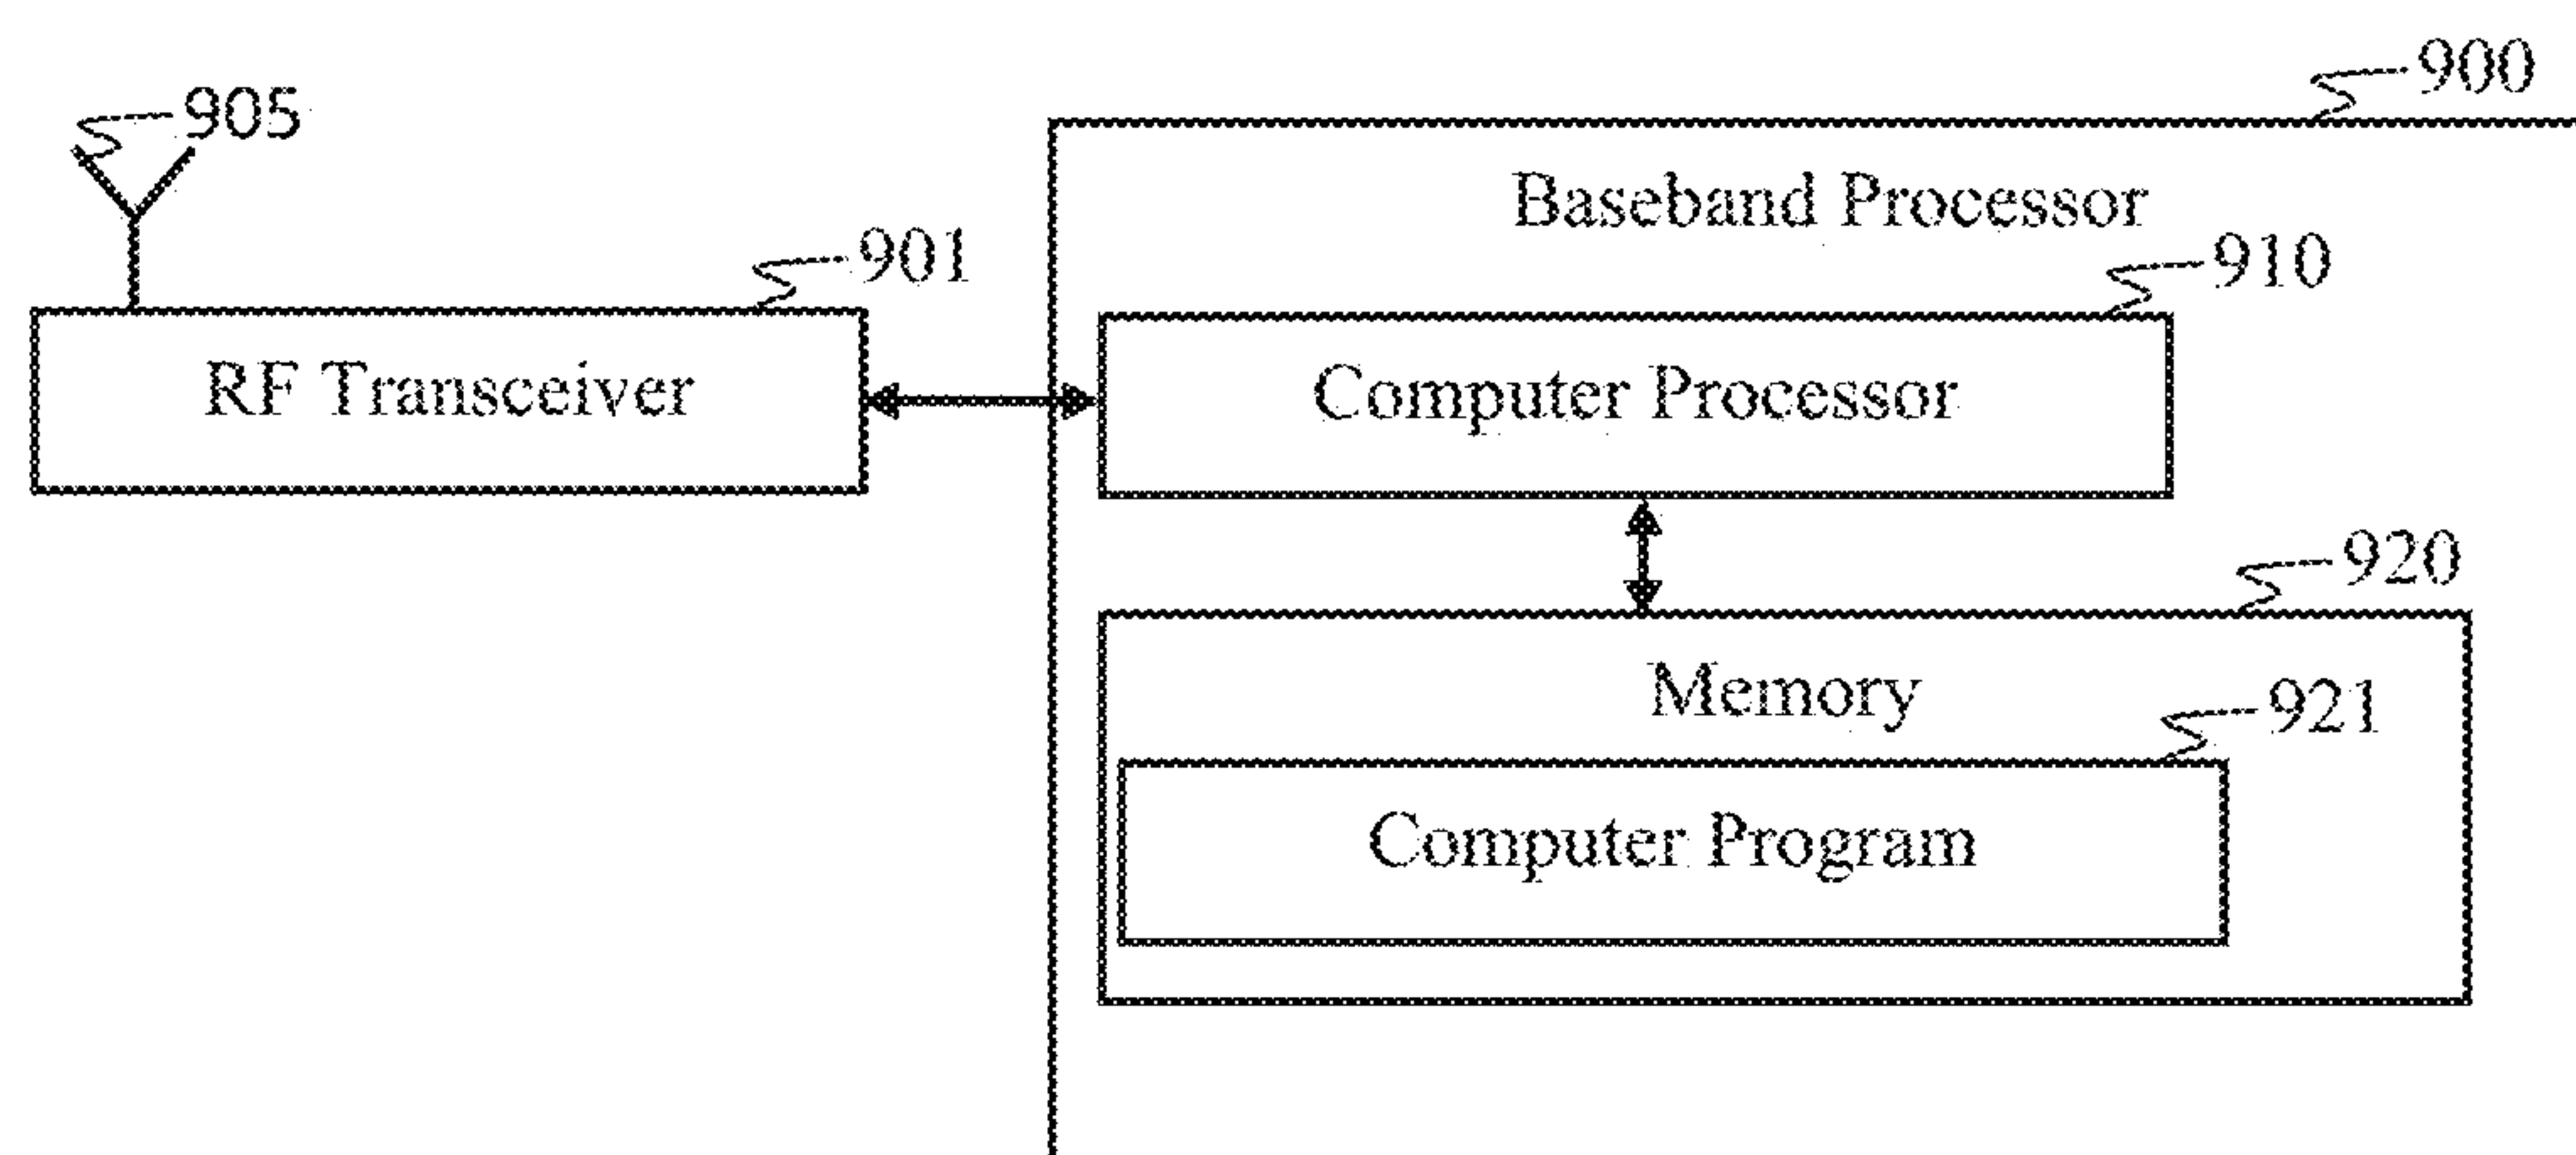 900
905
Baseband Processor
901
910
RF Transceiver
Computer Processor
920
Memory
921
Computer Program